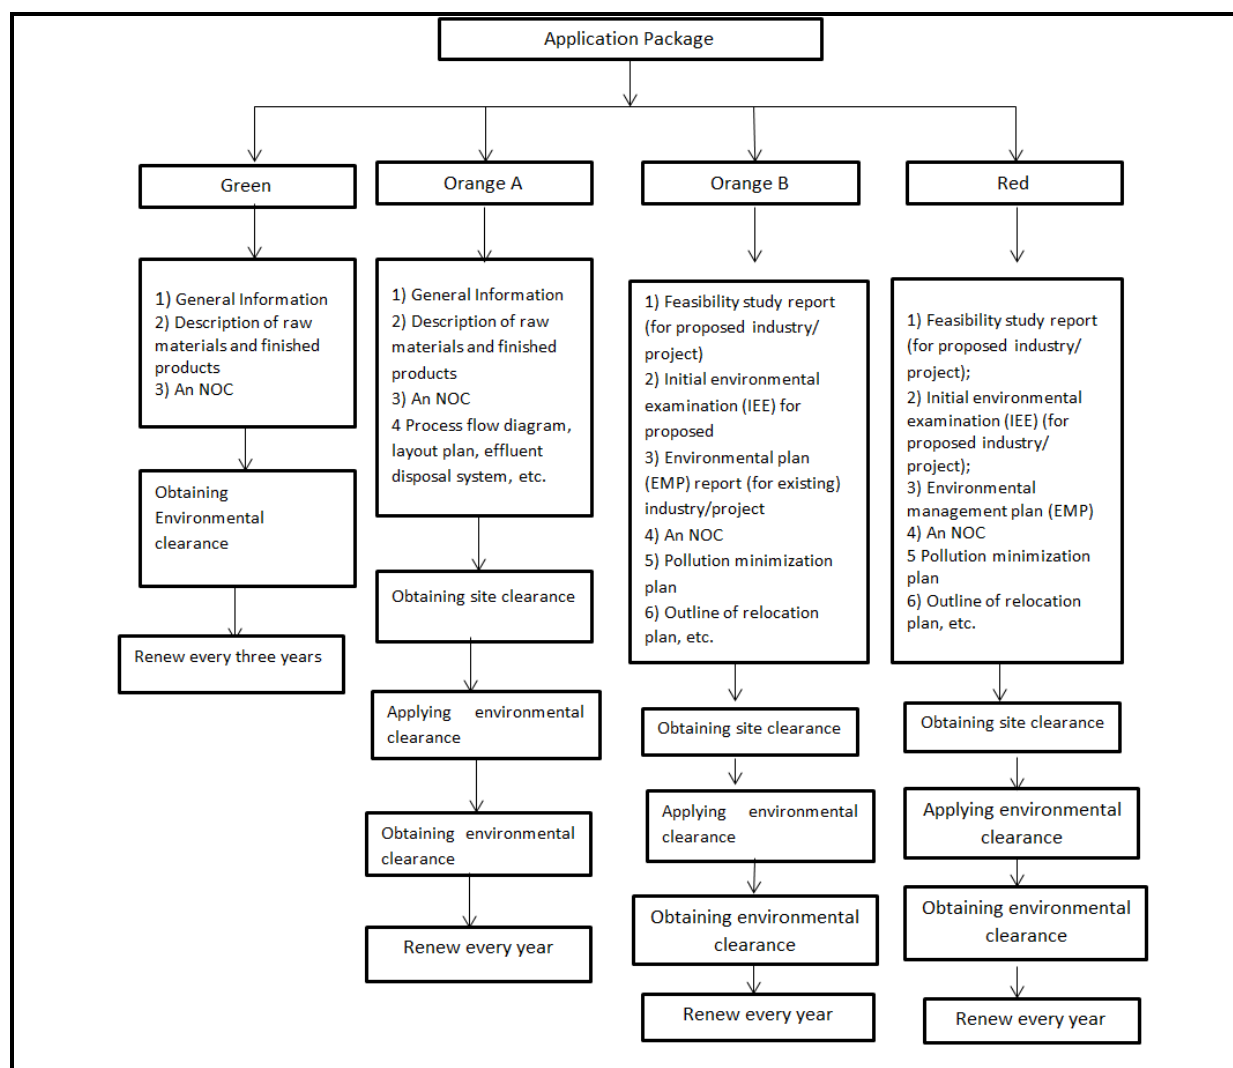 Application Package
Green
Orange A
Orange B
Red
1) General Information
2) Description of raw
materials and finished
products
3) An NOC
1) General Information
2) Description of raw
materials and finished
products
3) An NOC
4 Process flow diagram,
layout plan, effluent
disposal system, etc.
1) Feasibility study report
(for proposed industry/
project)
2) Initial environmental
examination (IEE) for
proposed
3) Environmental plan
(EMP) report (for existing)
industry/project
4) An NOC
5) Pollution minimization
plan
6) Outline of relocation
plan, etc.
1) Feasibility study report
(for proposed industry/
project);
2) Initial environmental
examination (IEE) (for
proposed industry/
project);
3) Environmental
management plan (EMP)
4) An NOC
5 Pollution minimization
plan
6) Outline of relocation
plan, etc.
Obtaining
Environmental
clearance
Renew every three years
Obtaining site clearance
Applying environmental
clearance
Obtaining environmental
clearance
Renew every year
Obtaining site clearance
Applying environmental
clearance
Obtaining environmental
clearance
Renew every year
Obtaining site clearance
Applying environmental
clearance
Obtaining environmental
clearance
Renew every year